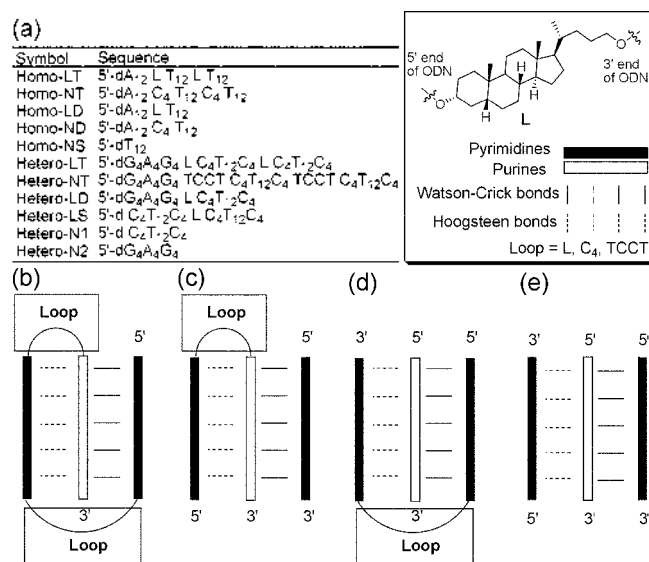 (a)
Symbol Sequence
Homo-LT 5'-dA₁₂ L T₁₂ L T₁₂
Homo-NT 5'-dA₁₂ C₄ T₁₂ C₄ T₁₂
Homo-LD 5'-dA₁₂ L T₁₂
Homo-ND 5'-dA₁₂ C₄ T₁₂
Homo-NS 5'-dT₁₂
Hetero-LT 5'-dG₄A₄G₄ L C₄T₁₂C₄ L C₄T₁₂C₄
Hetero-NT 5'-dG₄A₄G₄ TCCT C₄T₁₂C₄ TCCT C₄T₁₂C₄
Hetero-LD 5'-dG₄A₄G₄ L C₄T₁₂C₄
Hetero-LS 5'-d C₄T₁₂C₄ L C₄T₁₂C₄
Hetero-N1 5'-d C₄T₁₂C₄
Hetero-N2 5'-dG₄A₄G₄
5' end
of ODN
O
H
H
H
H
L
O
3' end
of ODN
Pyrimidines
Purines
Watson-Crick bonds
Hoogsteen bonds
Loop = L, C₄, TCCT
(b) (c) (d) (e)
Loop 5' Loop 5' 3' 5' 5' 3' 5' 5'
3' 5' 3' 3' 3' 3' 5' 3' 3'
Loop Loop